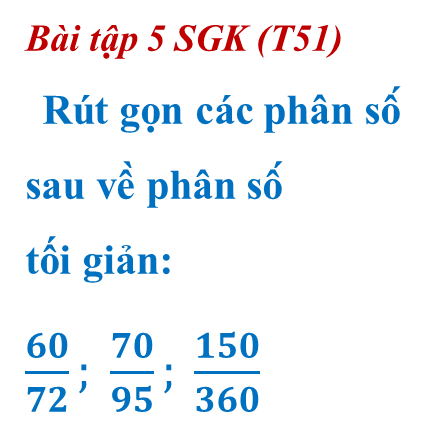 Bài tập 5 SGK (T51)
Rút gọn các phân số
sau về phân số
tối giản:
60/72 ; 70/95 ; 150/360